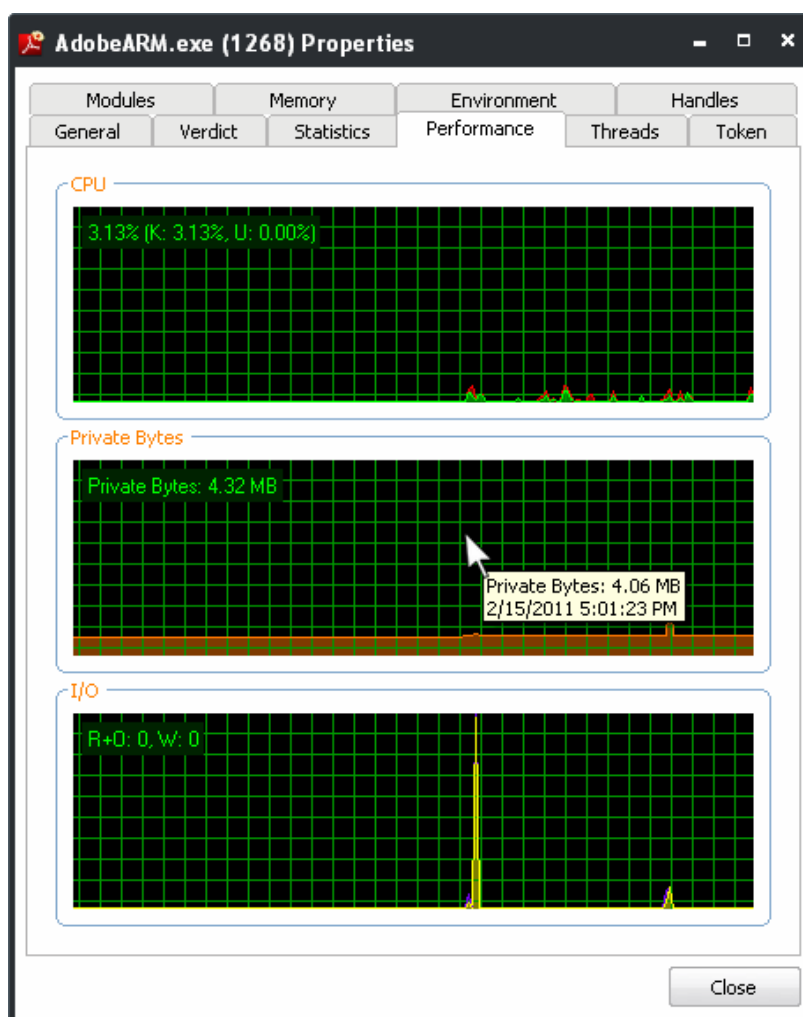 AdobeARM.exe (1268) Properties
Modules Memory Environment Handles
General Verdict Statistics Performance Threads Token
CPU
3.13% (K: 3.13%, U: 0.00%)
Private Bytes
Private Bytes: 4.32 MB
Private Bytes: 4.06 MB
2/15/2011 5:01:23 PM
I/O
R+O: 0, W: 0
Close